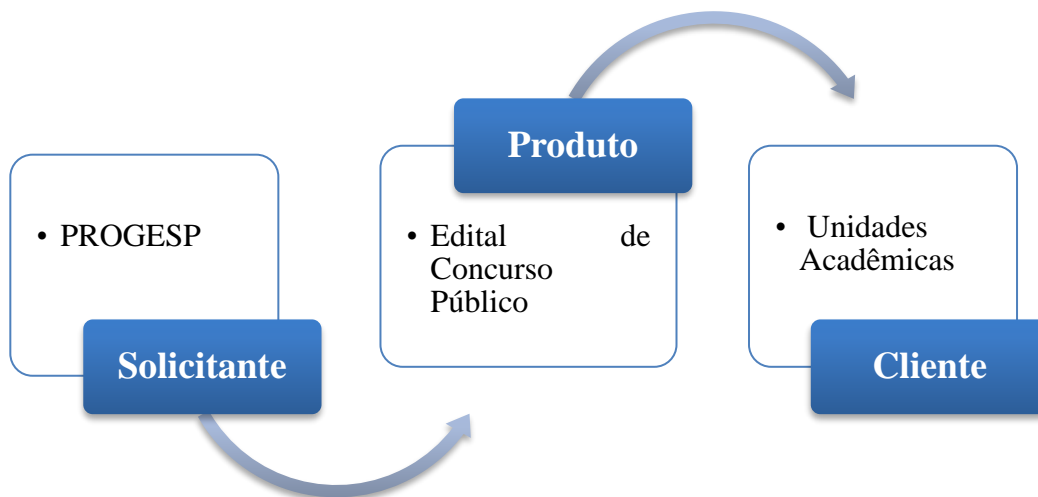 • PROGESP
Solicitante
Produto
• Edital de
Concurso
Público
• Unidades
Acadêmicas
Cliente